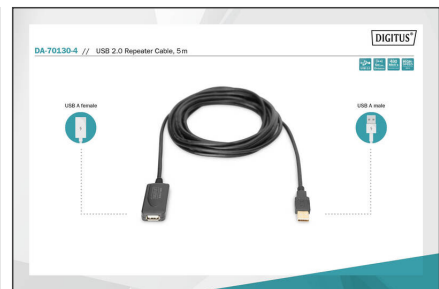 DIGITUS®
DA-70130-4 // USB 2.0 Repeater Cable, 5 m
USB A female
USB A male